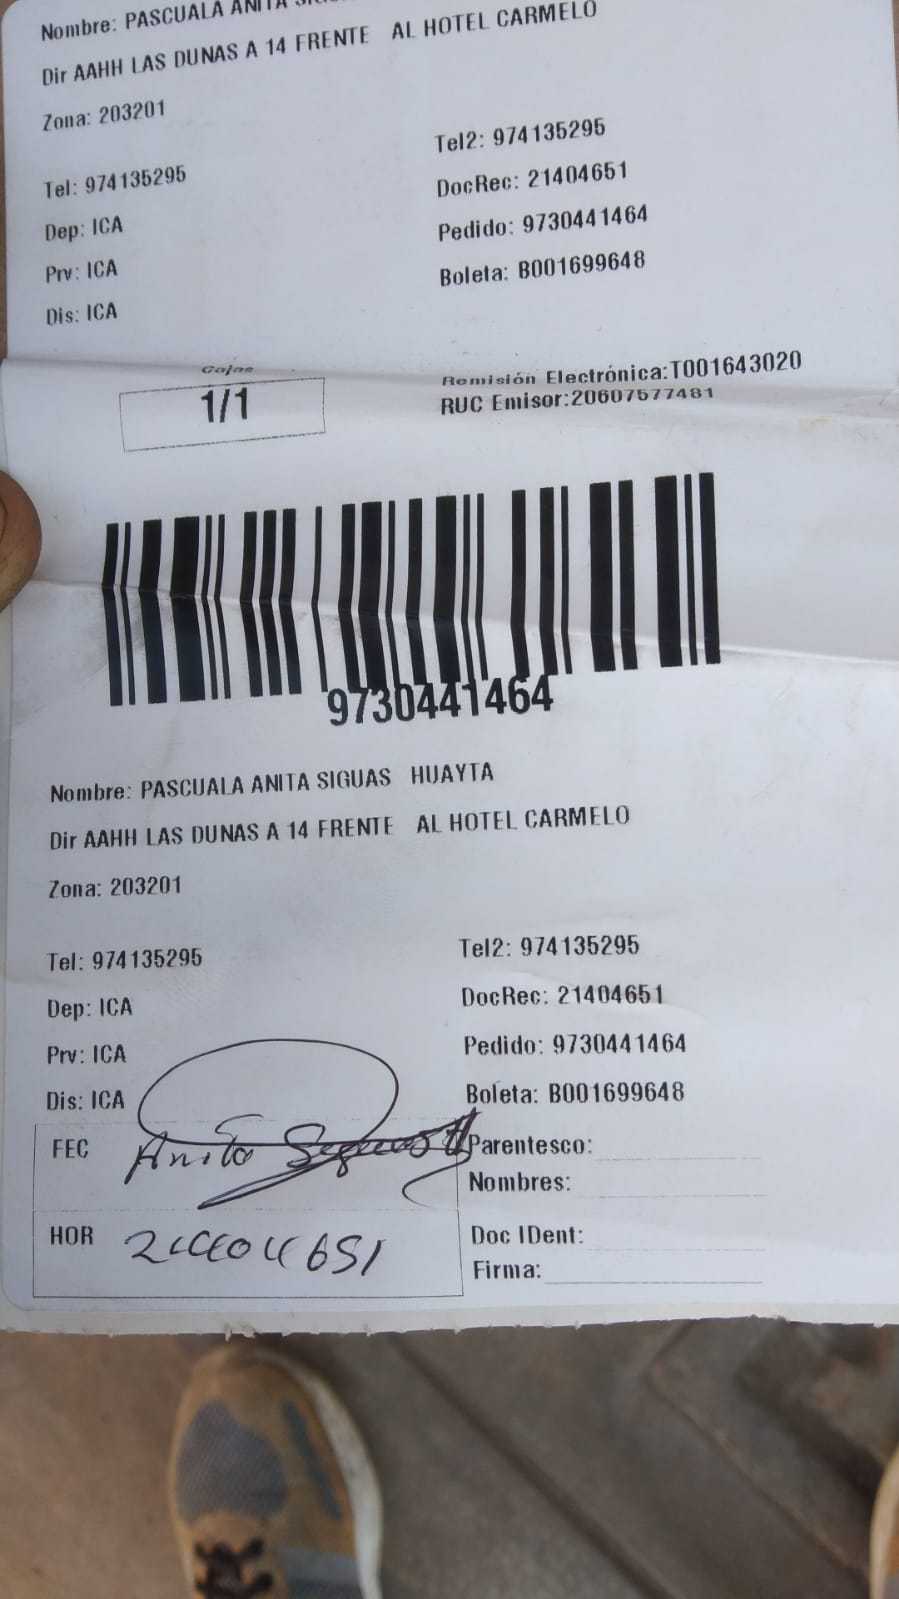 Nombre: PASCUALA ANITA
Dir AAHH LAS DUNAS A 14 FRENTE AL HOTEL CARMELO
Zona: 203201
Tel: 974135295 Tel2: 974135295
Dep: ICA DocRec: 21404651
Prv: ICA Pedido: 9730441464
Dis: ICA Boleta: B001699648
Cajas
1/1
Remisión Electrónica:T001643020
RUC Emisor:20607577481
9730441464
Nombre: PASCUALA ANITA SIGUAS HUAYTA
Dir AAHH LAS DUNAS A 14 FRENTE AL HOTEL CARMELO
Zona: 203201
Tel: 974135295 Tel2: 974135295
Dep: ICA DocRec: 21404651
Prv: ICA Pedido: 9730441464
Dis: ICA Boleta: B001699648
FEC Anita Siguas H Parentesco:
Nombres:
HOR 21404651 Doc IDent:
Firma: